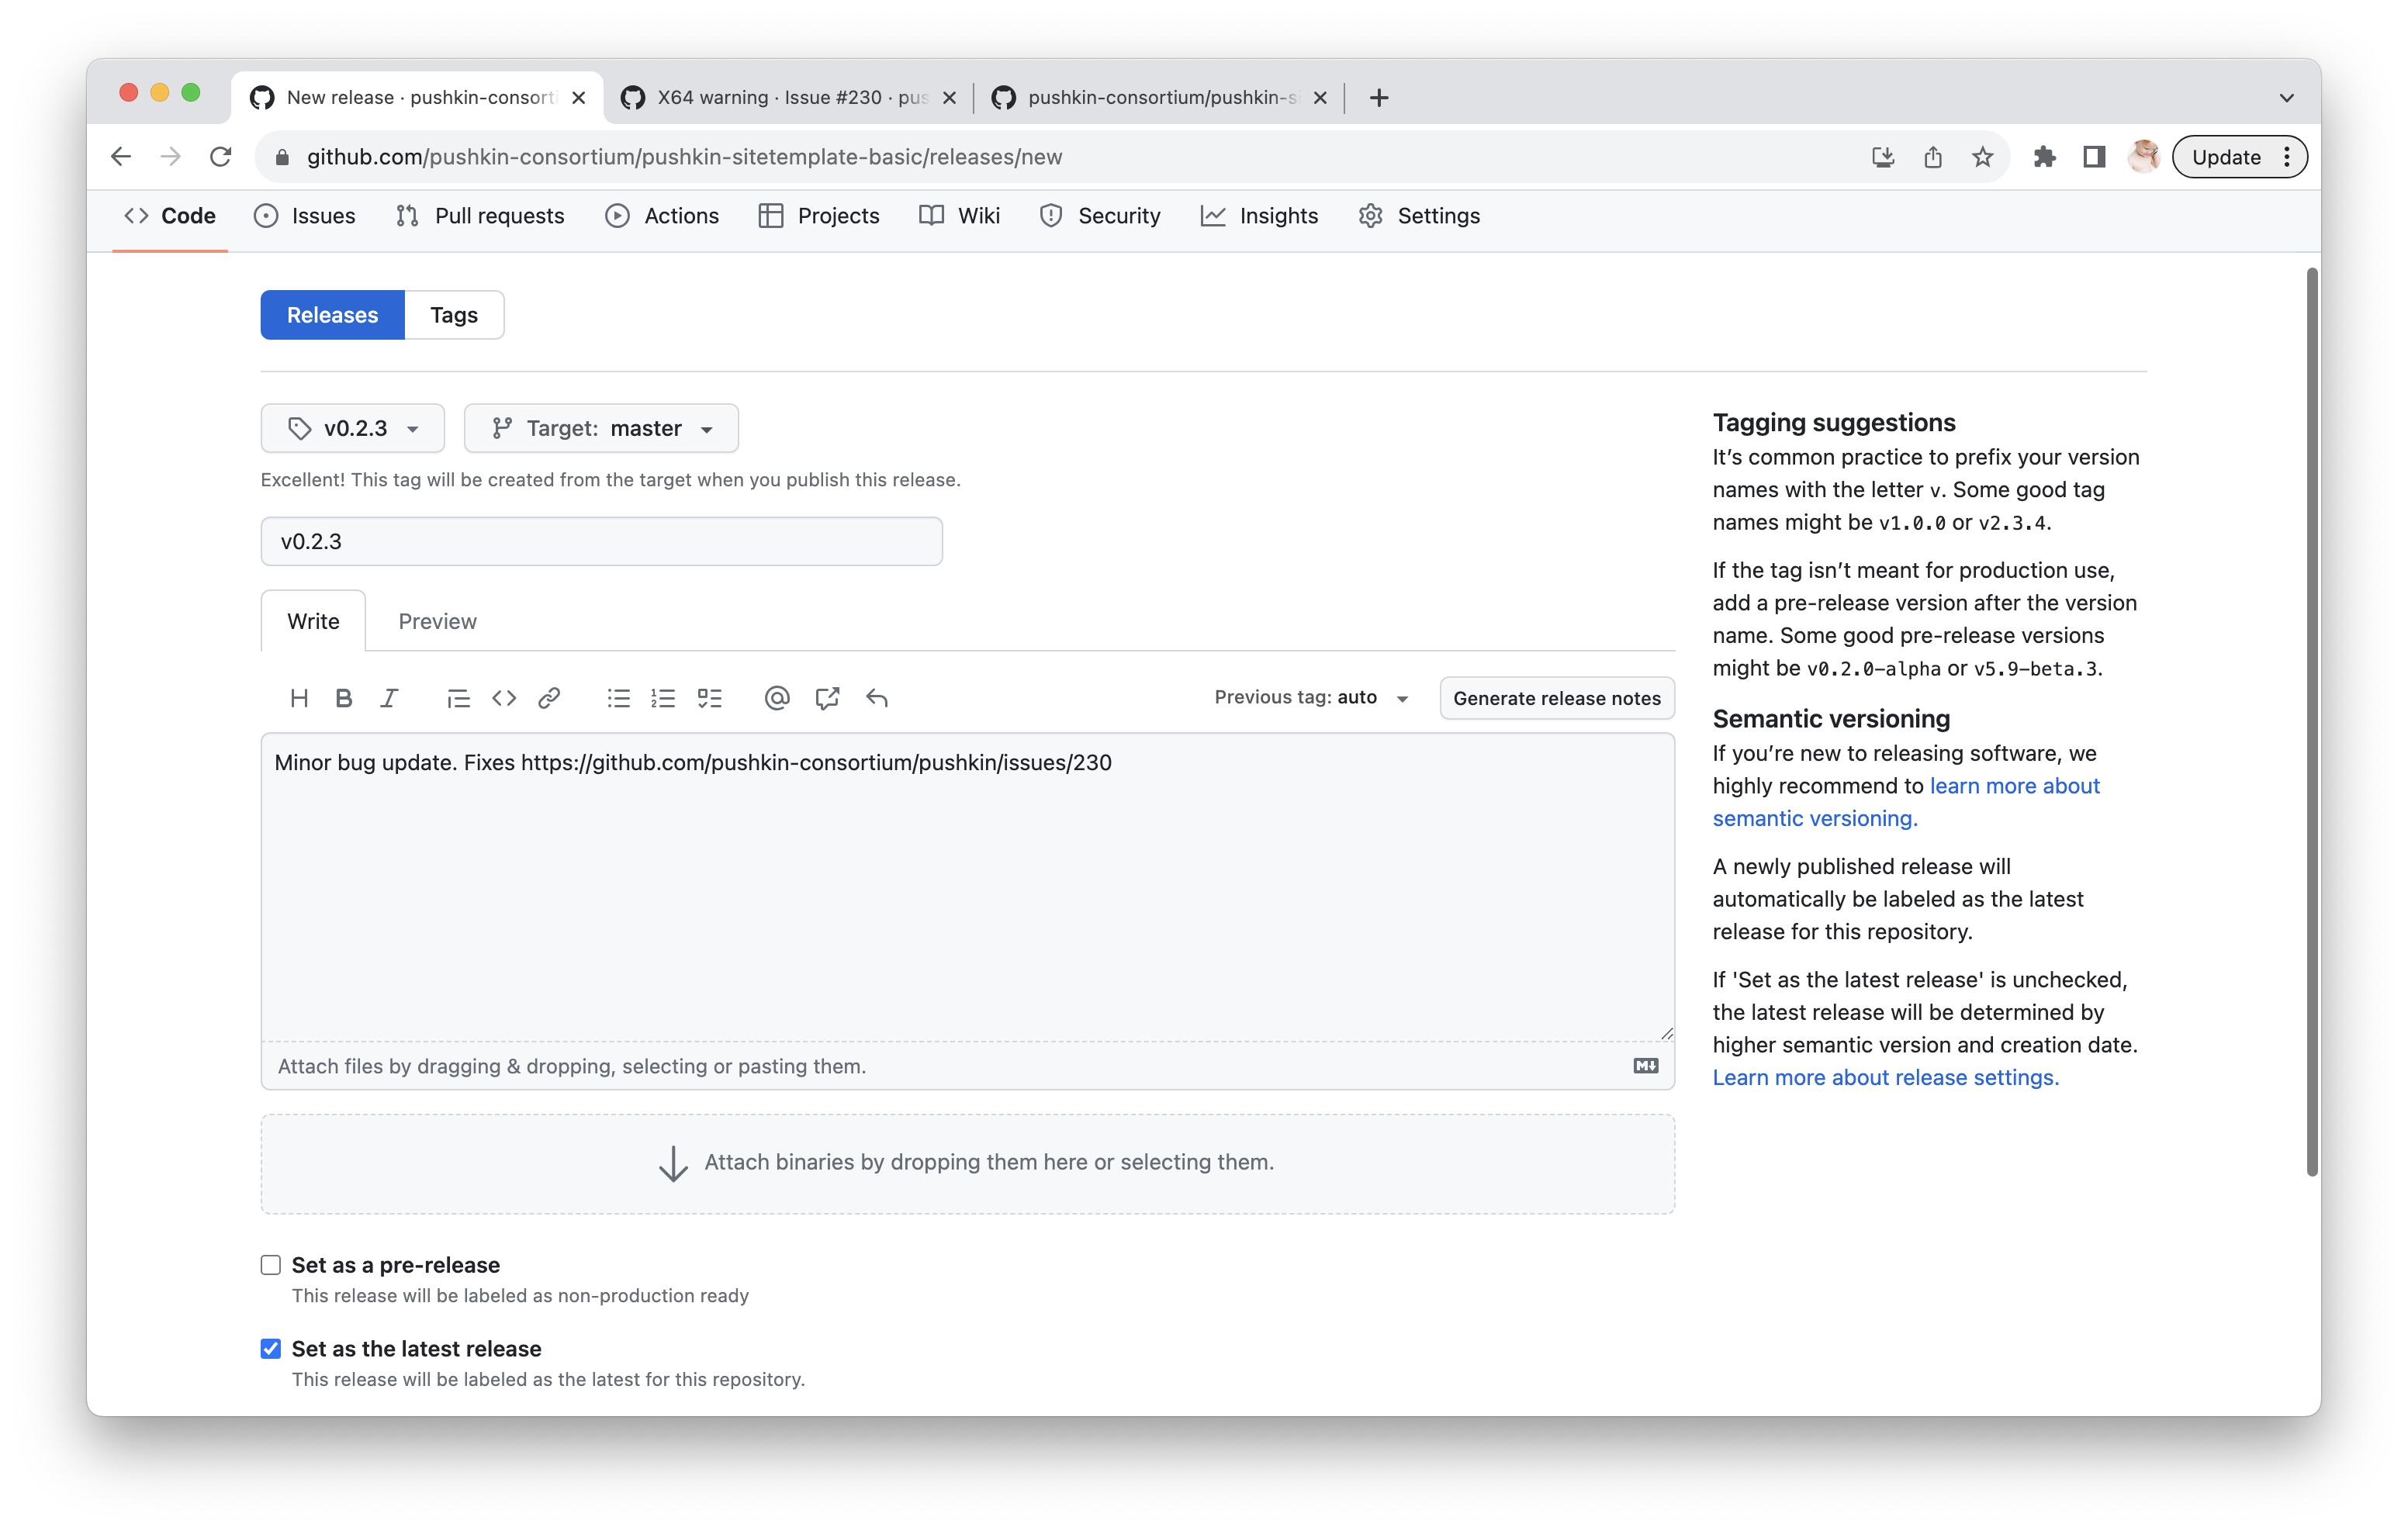 New release · pushkin-consorti
X64 warning · Issue #230 · pus
pushkin-consortium/pushkin-s
github.com/pushkin-consortium/pushkin-sitetemplate-basic/releases/new
Update
Code
Issues
Pull requests
Actions
Projects
Wiki
Security
Insights
Settings
Releases
Tags
v0.2.3
Target: master
Excellent! This tag will be created from the target when you publish this release.
v0.2.3
Write
Preview
Previous tag: auto
Generate release notes
Minor bug update. Fixes https://github.com/pushkin-consortium/pushkin/issues/230
Attach files by dragging & dropping, selecting or pasting them.
Attach binaries by dropping them here or selecting them.
Set as a pre-release
This release will be labeled as non-production ready
Set as the latest release
This release will be labeled as the latest for this repository.
Tagging suggestions
It’s common practice to prefix your version
names with the letter v. Some good tag
names might be v1.0.0 or v2.3.4.
If the tag isn’t meant for production use,
add a pre-release version after the version
name. Some good pre-release versions
might be v0.2.0-alpha or v5.9-beta.3.
Semantic versioning
If you’re new to releasing software, we
highly recommend to learn more about
semantic versioning.
A newly published release will
automatically be labeled as the latest
release for this repository.
If 'Set as the latest release' is unchecked,
the latest release will be determined by
higher semantic version and creation date.
Learn more about release settings.